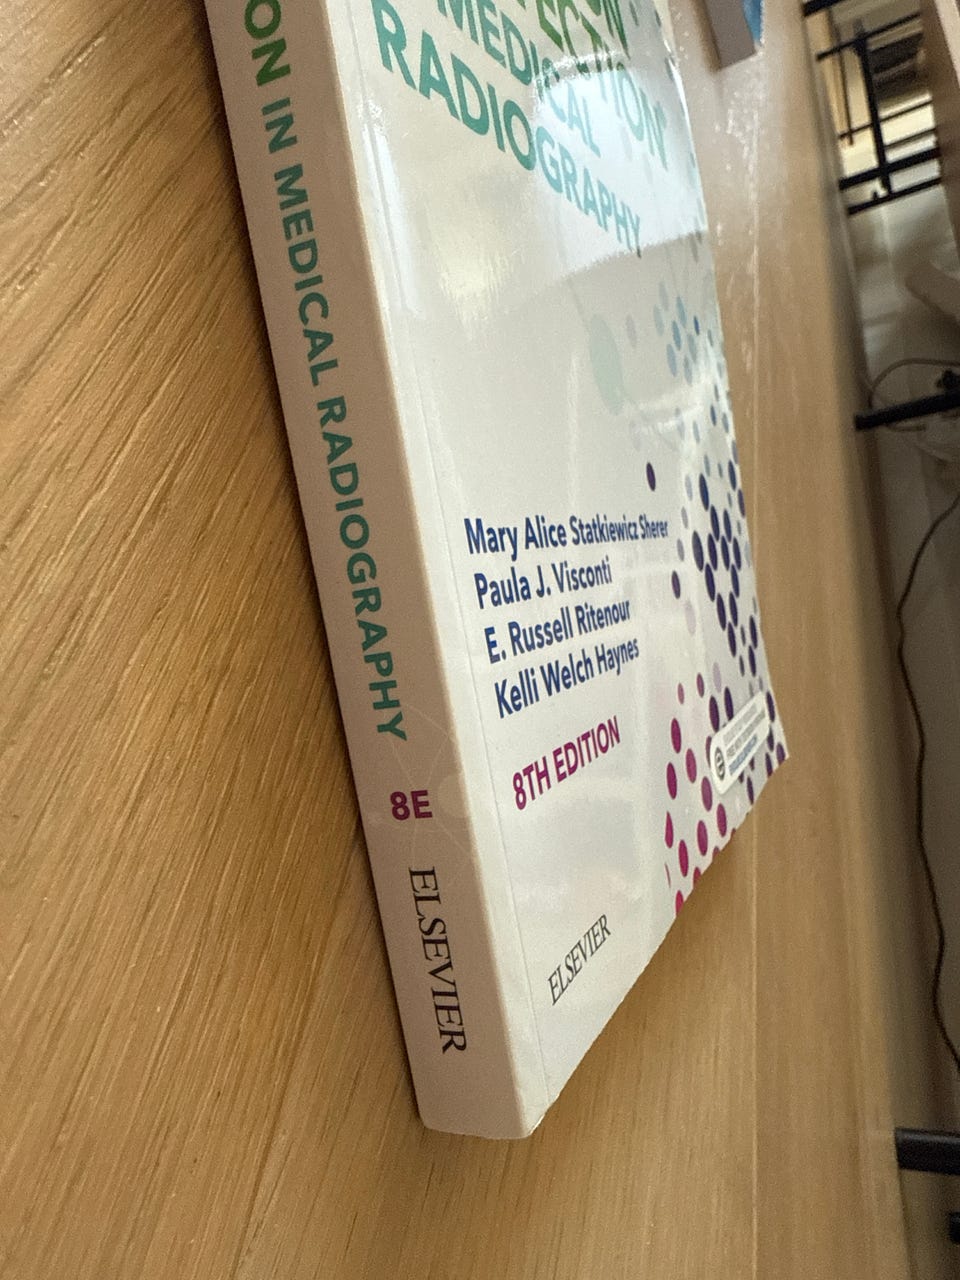 ON IN MEDICAL RADIOGRAPHY
8E
ELSEVIER
MEDICAL
RADIOGRAPHY
Mary Alice Statkiewicz Sherer
Paula J. Visconti
E. Russell Ritenour
Kelli Welch Haynes
8TH EDITION
ELSEVIER